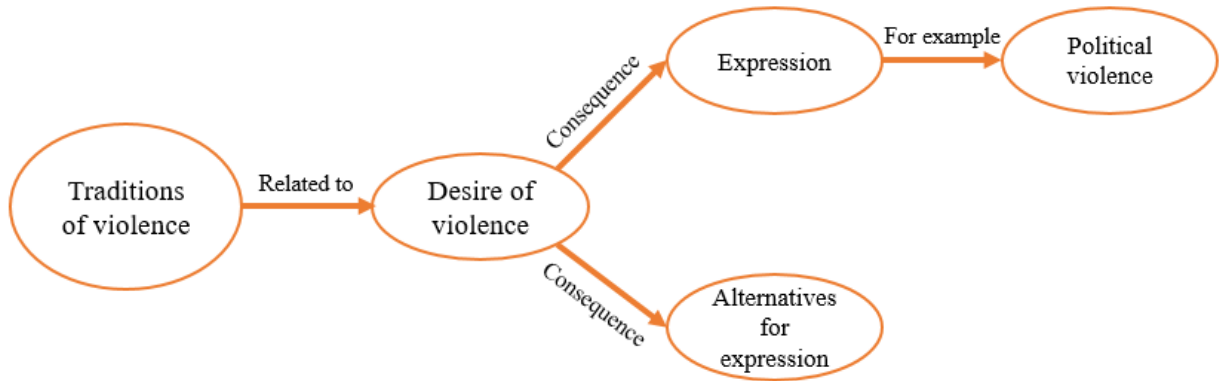 Traditions
of violence
Related to
Desire of
violence
Consequence
Expression
For example
Political
violence
Consequence
Alternatives
for
expression